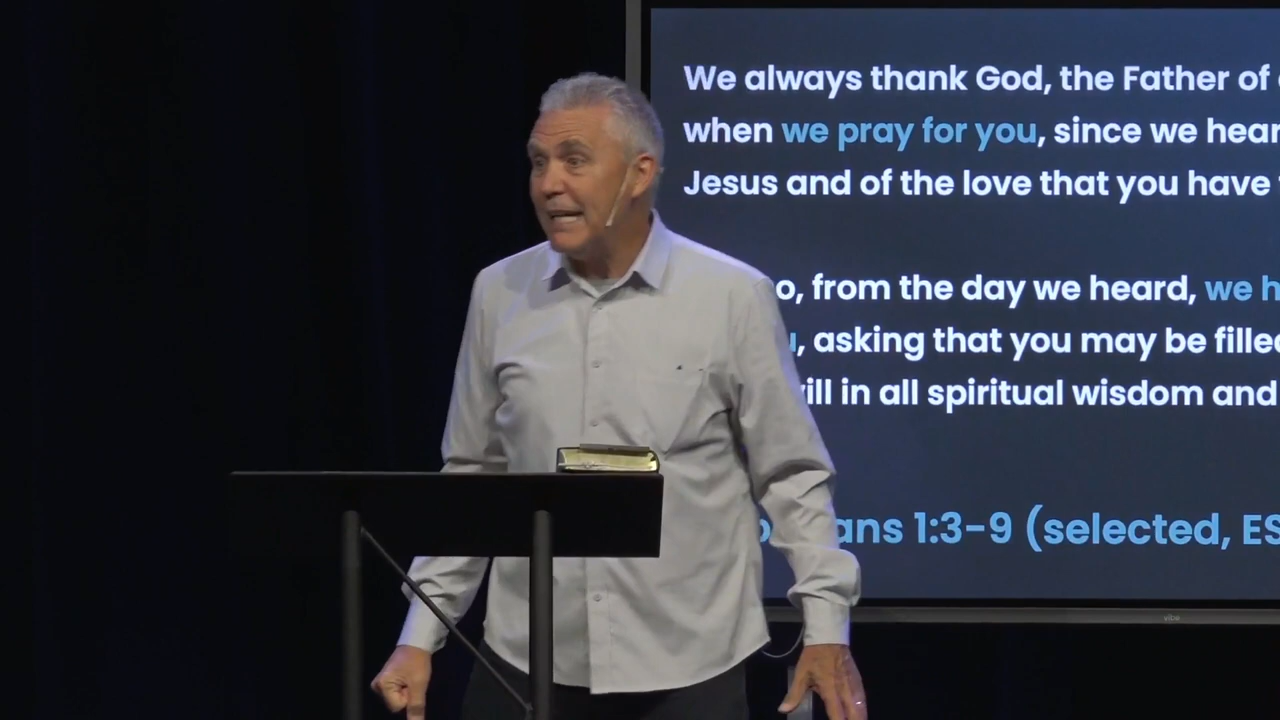 We always thank God, the Father of
when we pray for you, since we hear
Jesus and of the love that you have
o, from the day we heard, we h
, asking that you may be filled
ill in all spiritual wisdom and
ans 1:3-9 (selected, ES
vibe